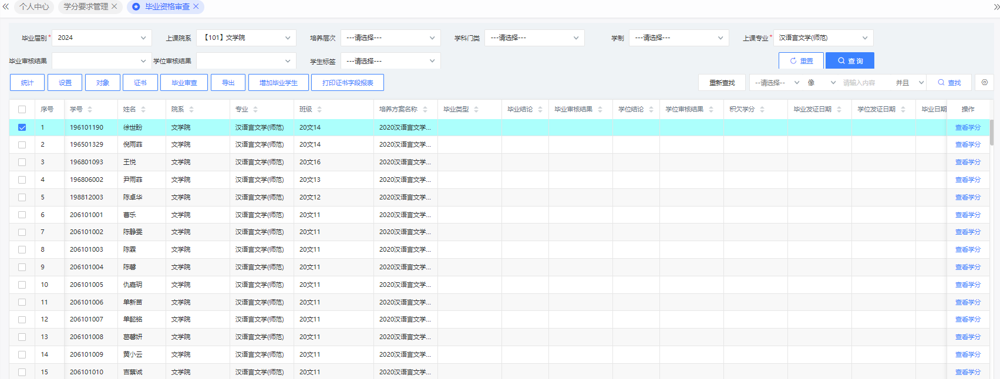 个人中心 学分要求管理 毕业资格审查
毕业届别* 2024 上课院系 【101】文学院 培养层次 ---请选择--- 学科门类 ---请选择--- 学制 ---请选择--- 上课专业* 汉语言文学(师范)
毕业审核结果 学位审核结果 学生标签 ---请选择--- 重置 查 询
统计 设置 对象 证书 毕业审查 导出 增加毕业学生 打印证书字段报表 重新查找 --请选择-- 像 请输入内容 并且 查找
序号 学号 姓名 院系 专业 班级 培养方案名称 毕业类型 毕业结论 毕业审核结果 学位结论 学位审核结果 积欠学分 毕业发证日期 学位发证日期 毕业日期 操作
1 196101190 徐世盼 文学院 汉语言文学(师范) 20文14 2020汉语言文学... 查看学分
2 196501329 倪雨菲 文学院 汉语言文学(师范) 20文14 2020汉语言文学... 查看学分
3 196801093 王悦 文学院 汉语言文学(师范) 20文16 2020汉语言文学... 查看学分
4 196806002 尹雨菲 文学院 汉语言文学(师范) 20文13 2020汉语言文学... 查看学分
5 198812003 陈卓华 文学院 汉语言文学(师范) 20文12 2020汉语言文学... 查看学分
6 206101001 曹乐 文学院 汉语言文学(师范) 20文11 2020汉语言文学... 查看学分
7 206101002 陈静雯 文学院 汉语言文学(师范) 20文11 2020汉语言文学... 查看学分
8 206101003 陈霖 文学院 汉语言文学(师范) 20文11 2020汉语言文学... 查看学分
9 206101004 陈馨 文学院 汉语言文学(师范) 20文11 2020汉语言文学... 查看学分
10 206101005 仇嘉玥 文学院 汉语言文学(师范) 20文11 2020汉语言文学... 查看学分
11 206101006 单新苗 文学院 汉语言文学(师范) 20文11 2020汉语言文学... 查看学分
12 206101007 单懿铭 文学院 汉语言文学(师范) 20文11 2020汉语言文学... 查看学分
13 206101008 葛馨妍 文学院 汉语言文学(师范) 20文11 2020汉语言文学... 查看学分
14 206101009 黄小云 文学院 汉语言文学(师范) 20文11 2020汉语言文学... 查看学分
15 206101010 吉蔡诚 文学院 汉语言文学(师范) 20文11 2020汉语言文学... 查看学分